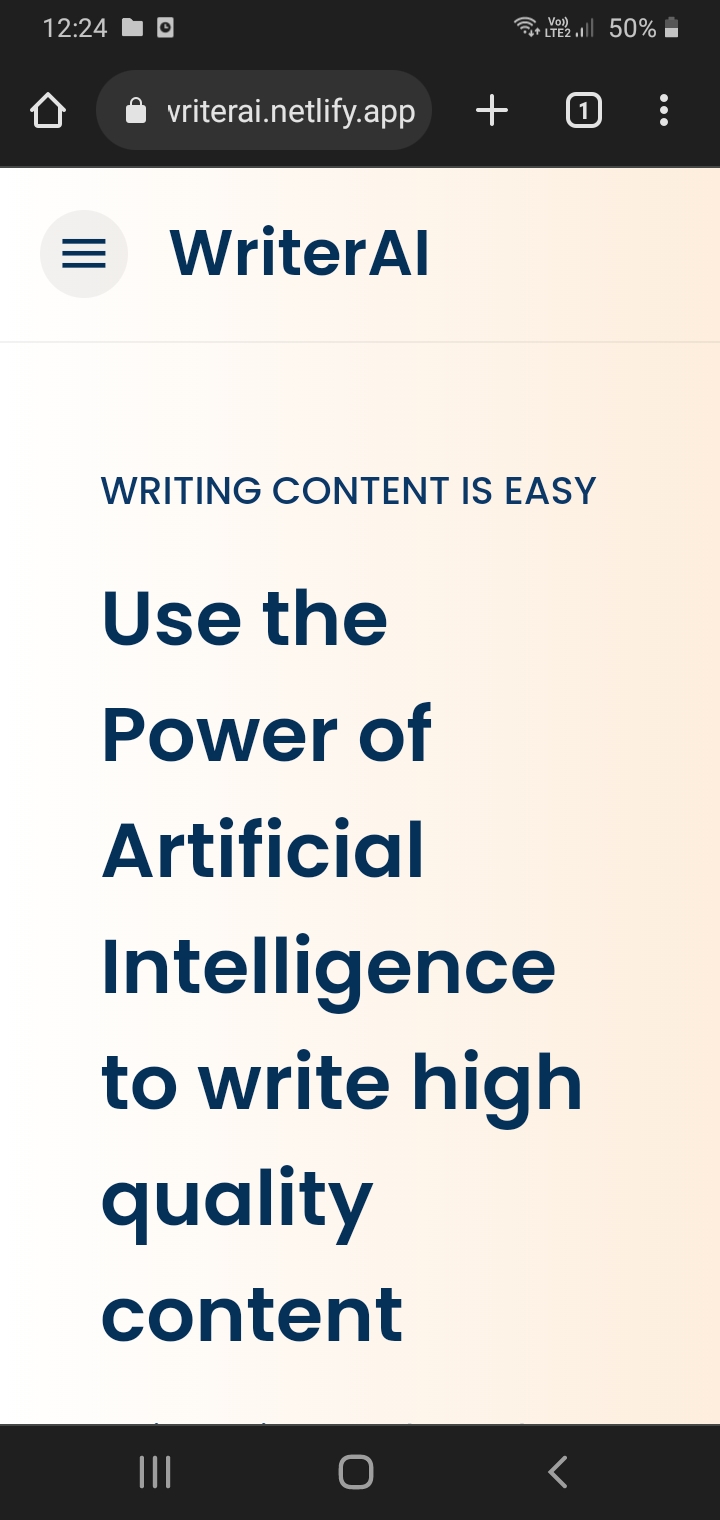 12:24
Vo))
LTE2
50%
vriterai.netlify.app
1
WriterAI
WRITING CONTENT IS EASY
Use the
Power of
Artificial
Intelligence
to write high
quality
content